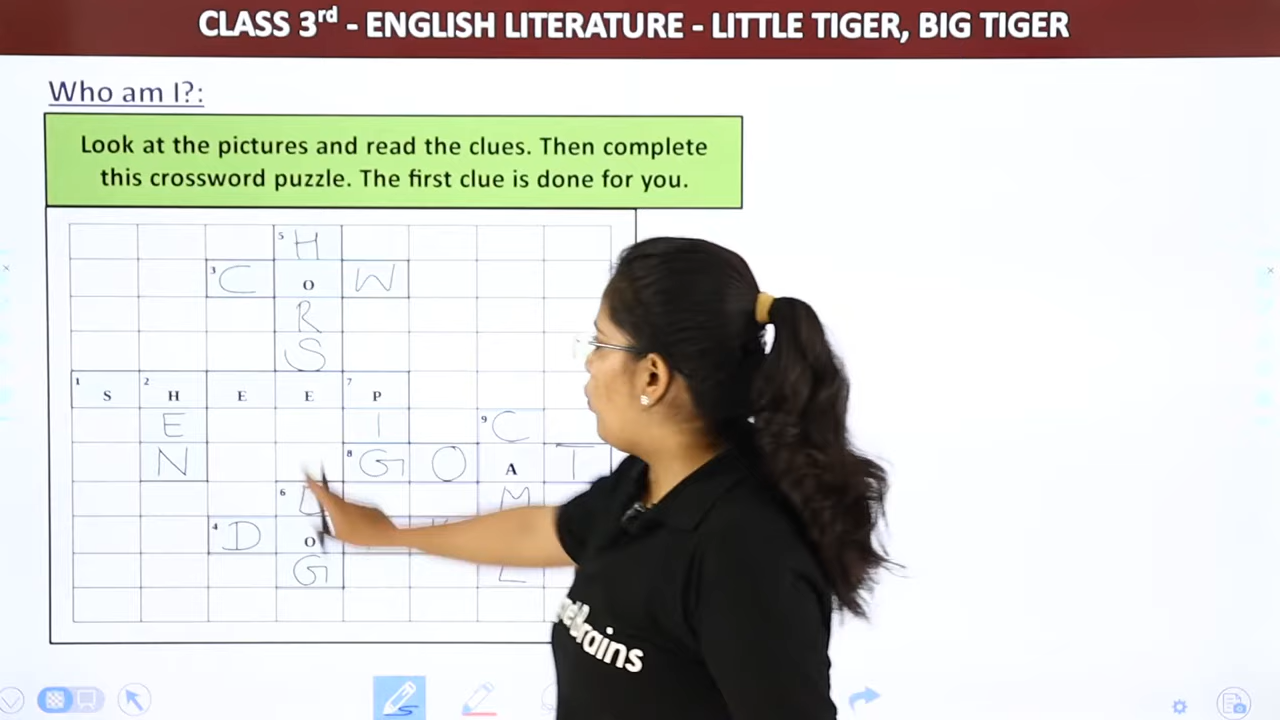 CLASS 3rd - ENGLISH LITERATURE - LITTLE TIGER, BIG TIGER
Who am I?:
Look at the pictures and read the clues. Then complete
this crossword puzzle. The first clue is done for you.
5 H
3 C O W
R
S
1 S 2 H E E 7 P
E I 9 C
N 8 G O A T
6 D M
4 D O
G L